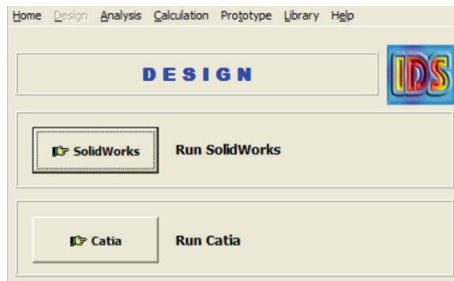 Home Design Analysis Calculation Prototype Library Help
DESIGN
IDS
SolidWorks Run SolidWorks
Catia Run Catia